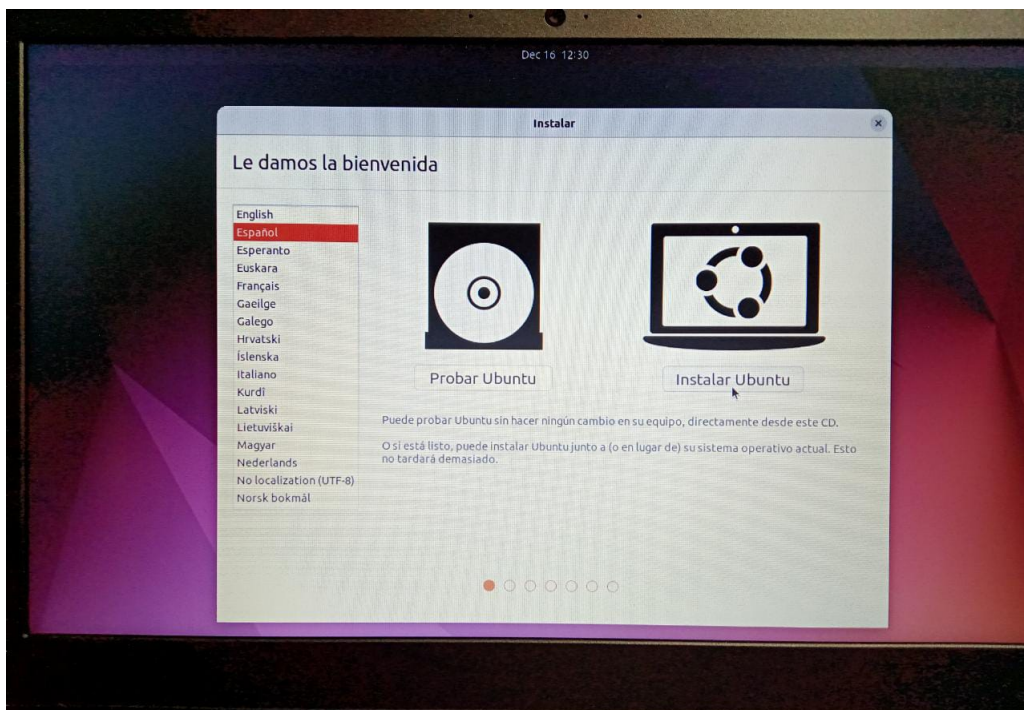 Dec 16 12:30
Instalar
Le damos la bienvenida
English
Español
Esperanto
Euskara
Français
Gaeilge
Galego
Hrvatski
Íslenska
Italiano
Kurdî
Latviski
Lietuviškai
Magyar
Nederlands
No localization (UTF-8)
Norsk bokmål
Probar Ubuntu
Instalar Ubuntu
Puede probar Ubuntu sin hacer ningún cambio en su equipo, directamente desde este CD.
O si está listo, puede instalar Ubuntu junto a (o en lugar de) su sistema operativo actual. Esto
no tardará demasiado.